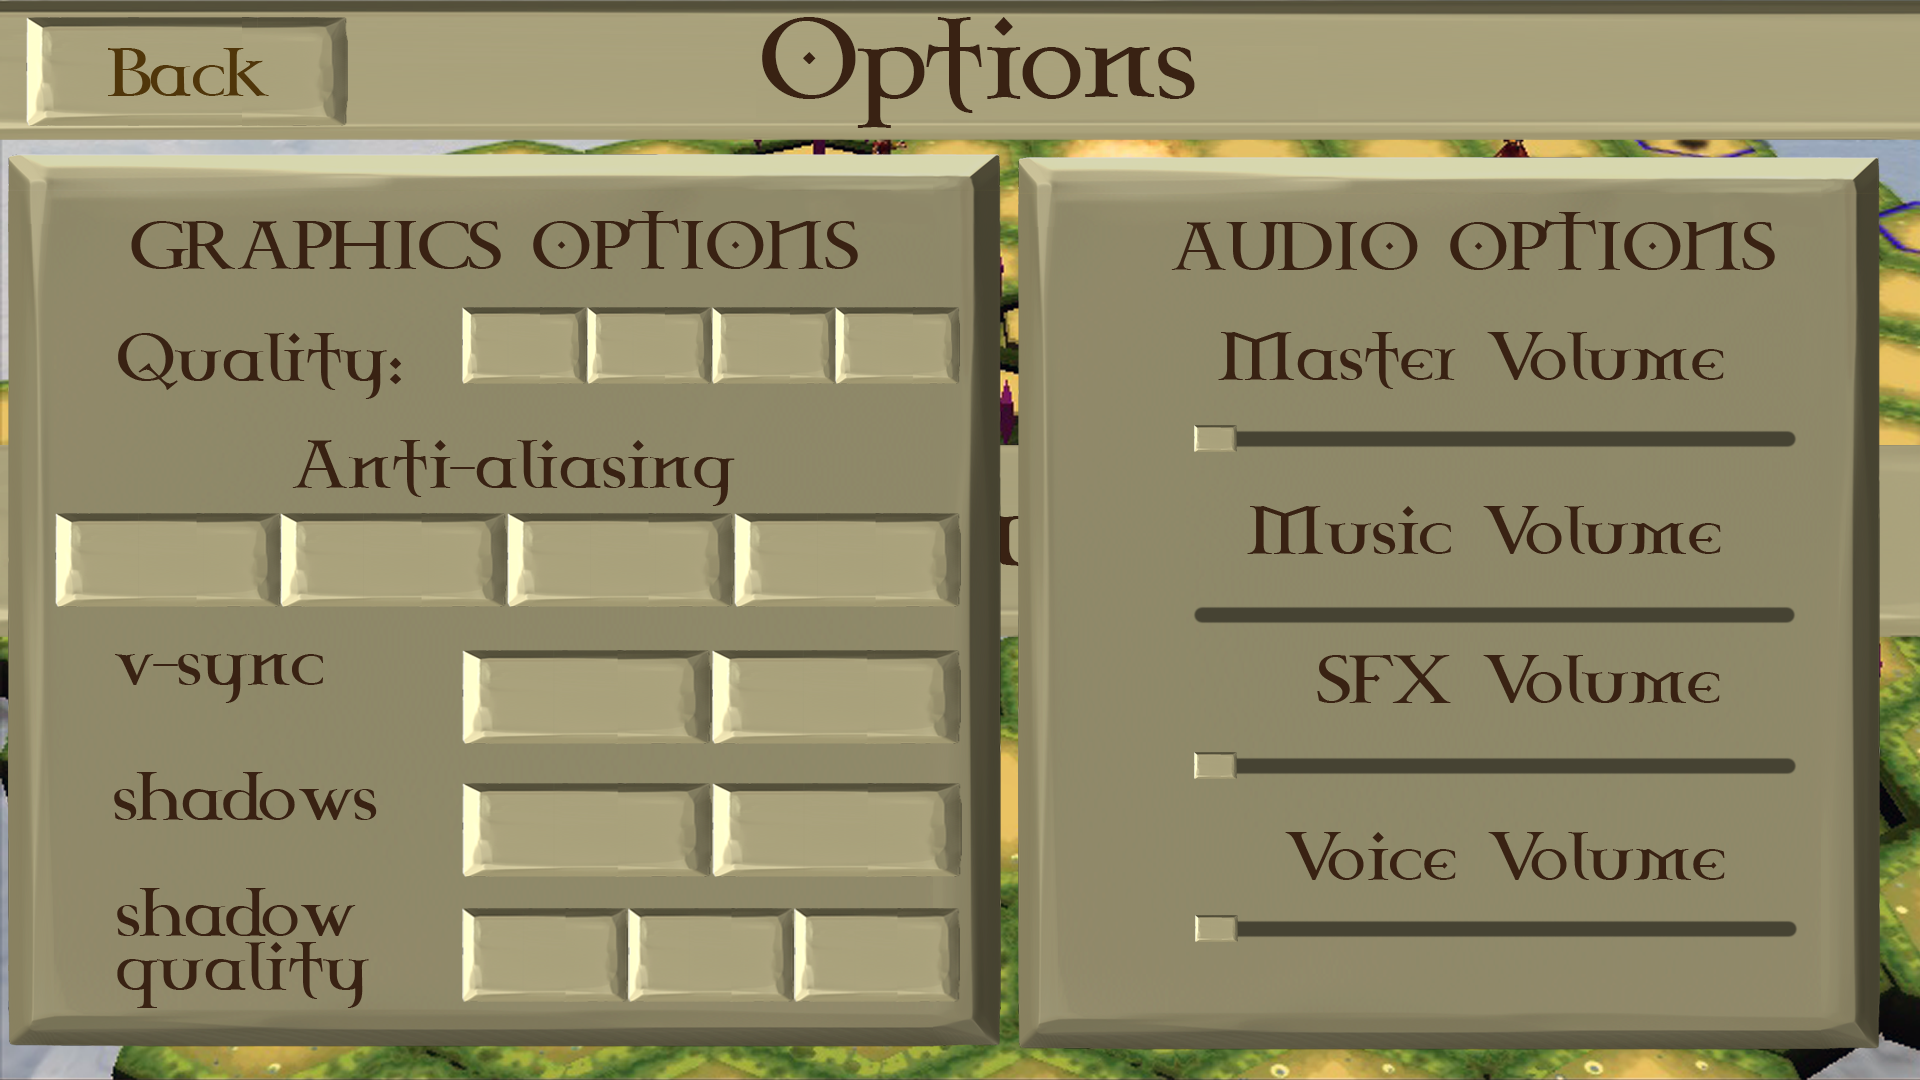 Back
Options
GRAPHICS OPTIONS
Quality:
Anti-aliasing
v-sync
shadows
shadow
quality
AUDIO OPTIONS
Master Volume
Music Volume
SFX Volume
Voice Volume